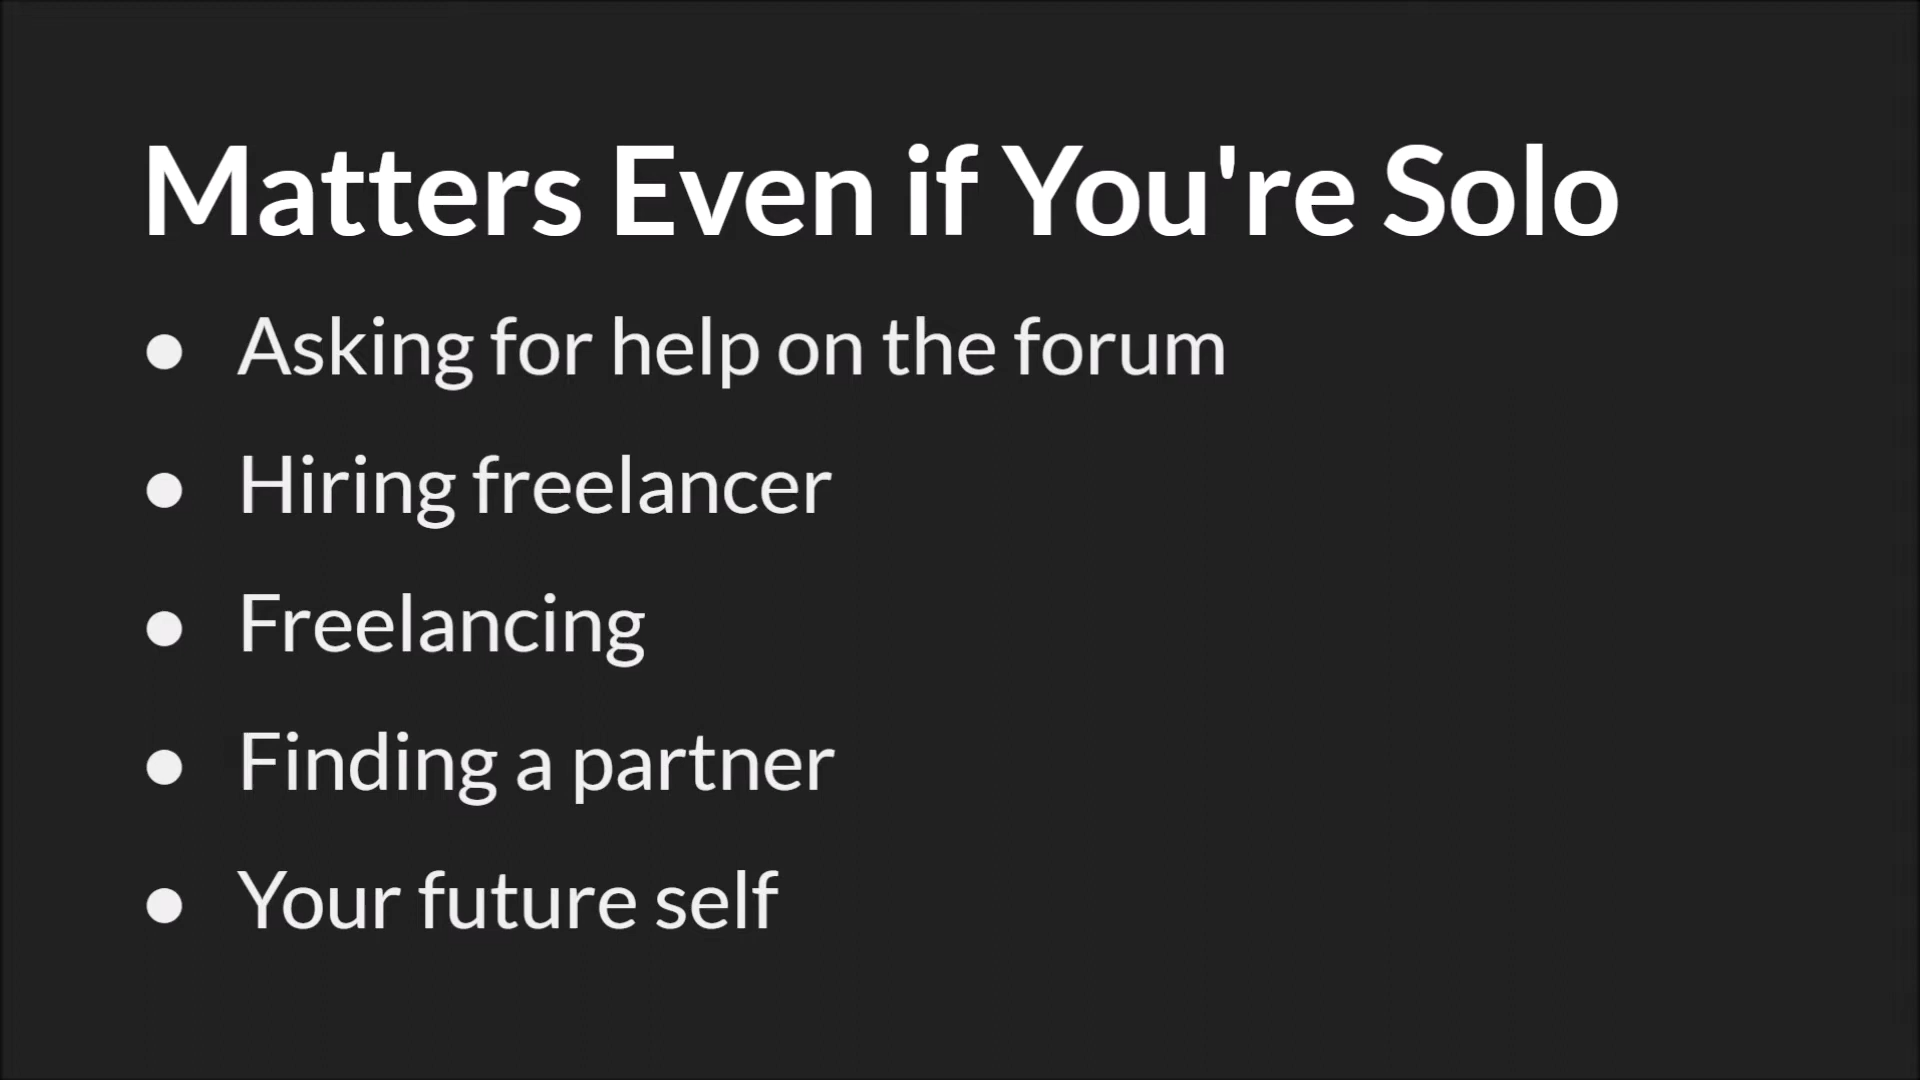 Matters Even if You're Solo
● Asking for help on the forum
● Hiring freelancer
● Freelancing
● Finding a partner
● Your future self